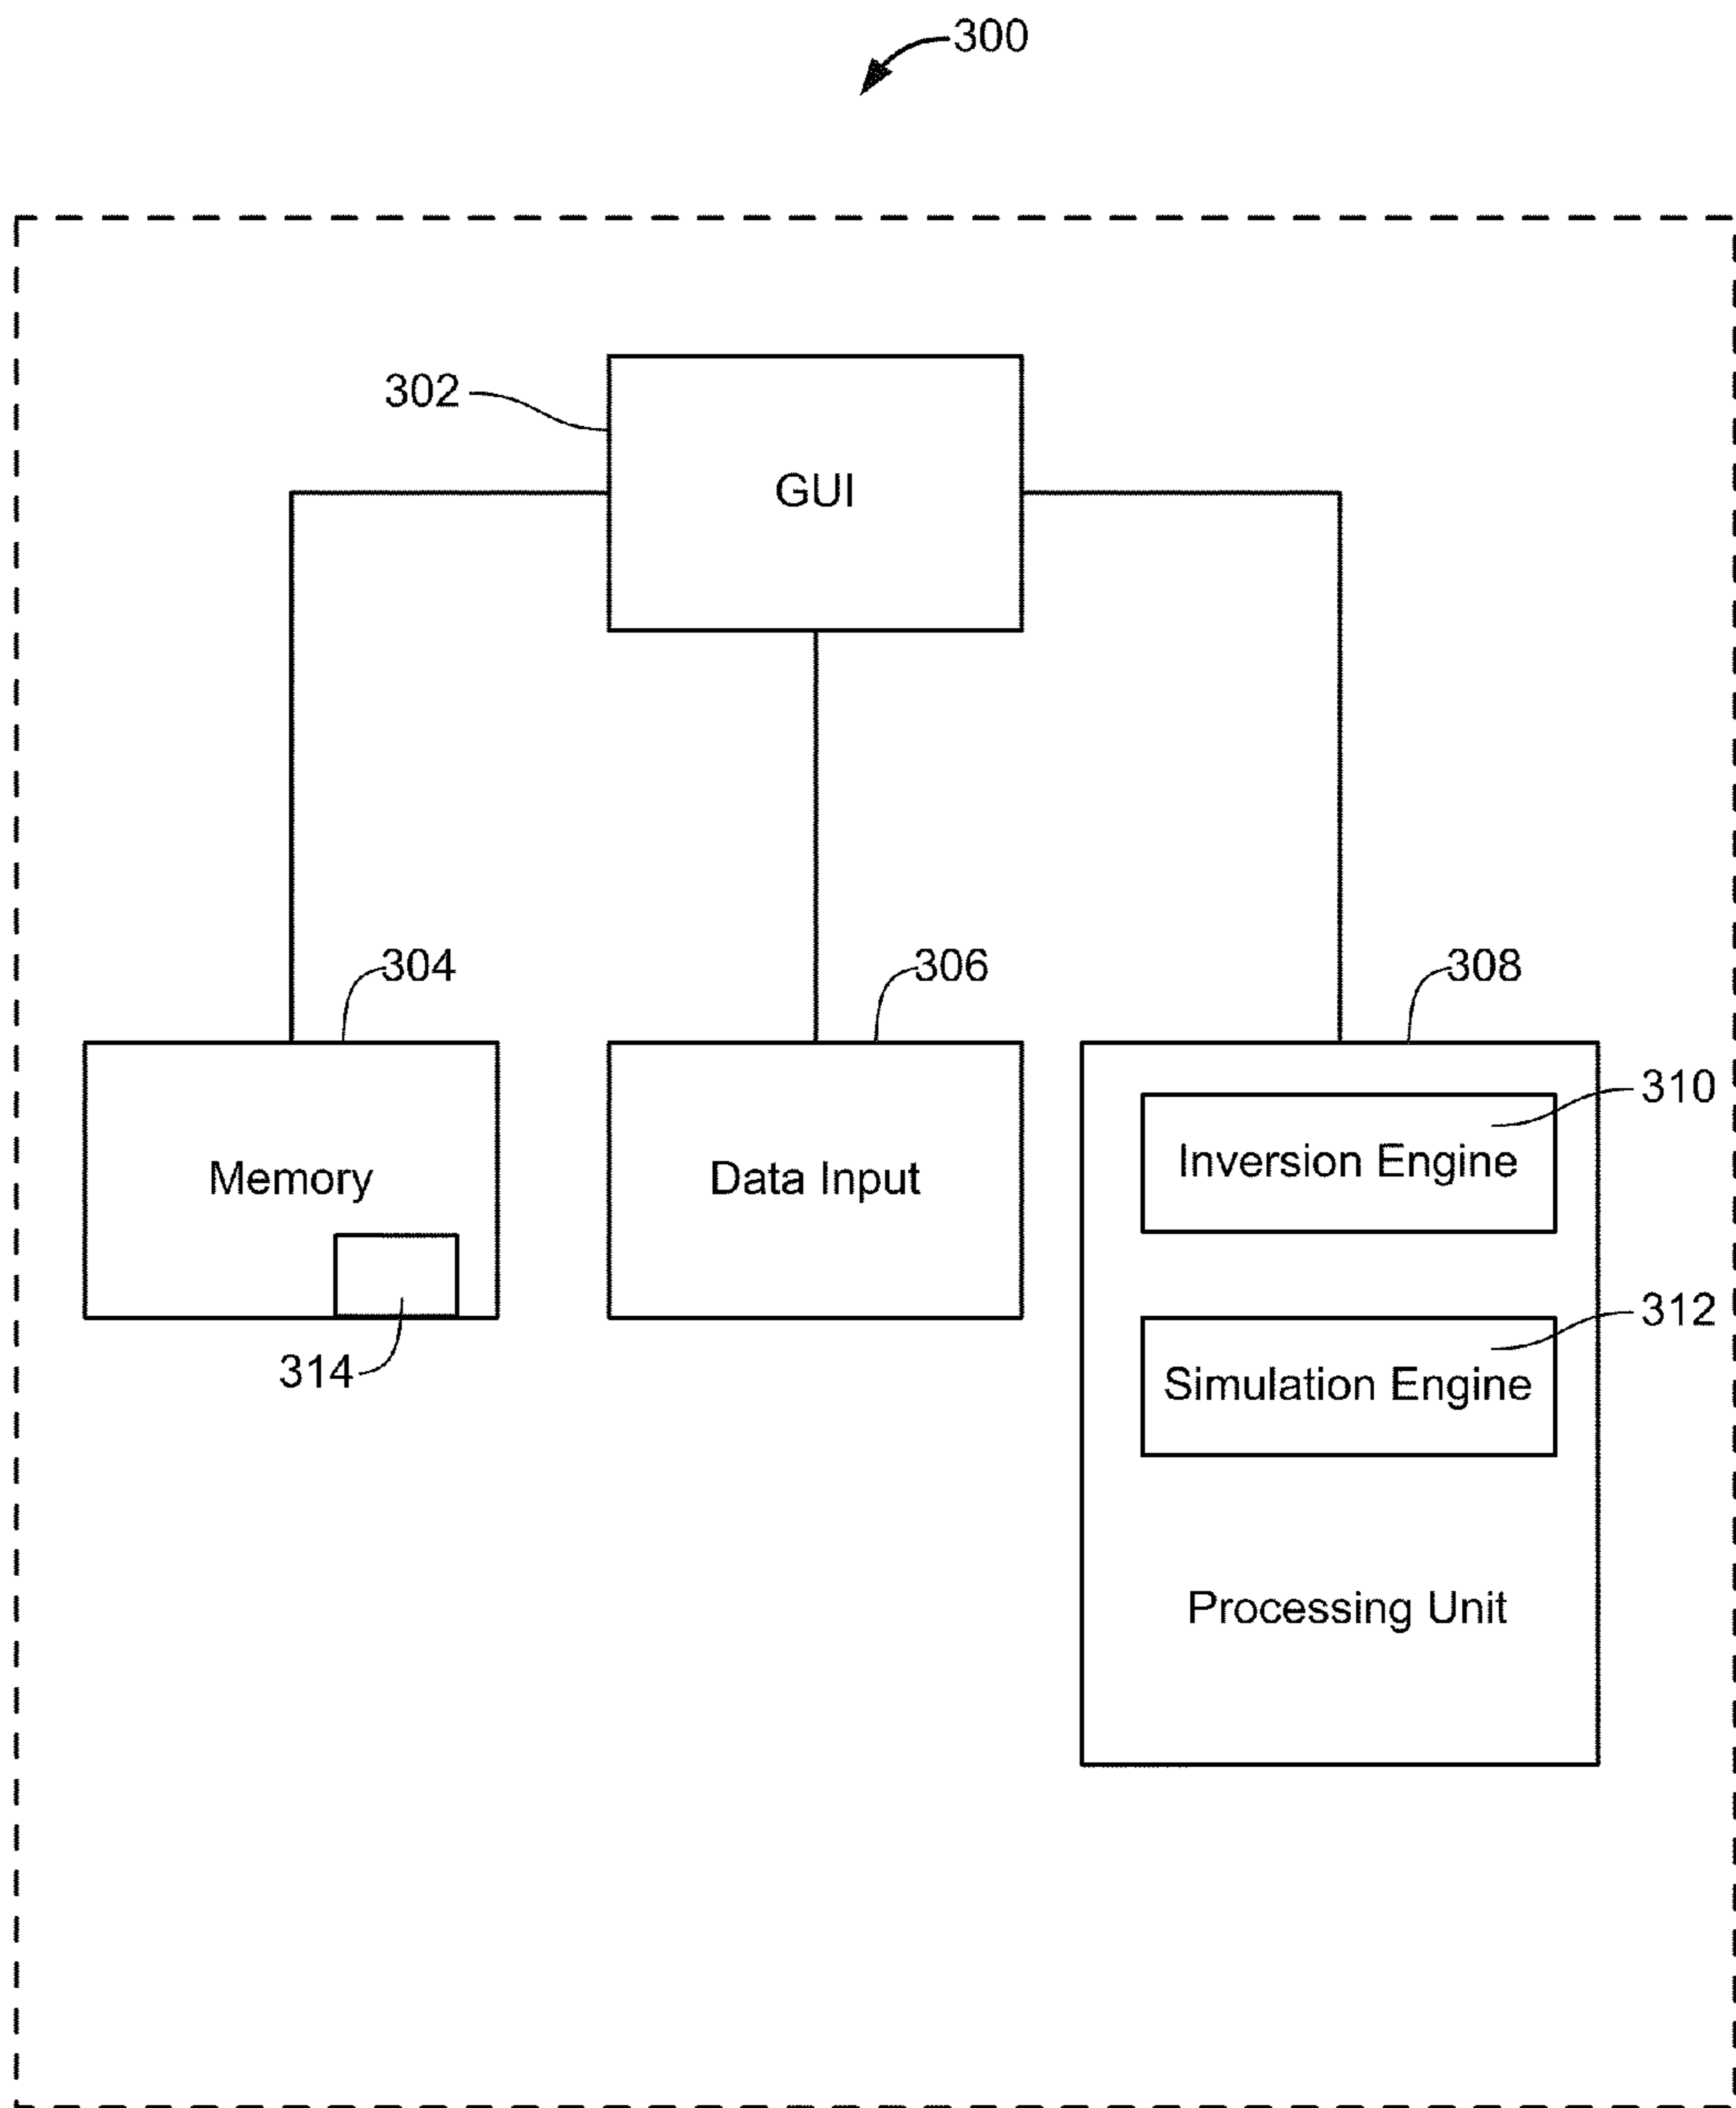 300
302
GUI
304
306
308
310
Memory
Data Input
Inversion Engine
314
312
Simulation Engine
Processing Unit